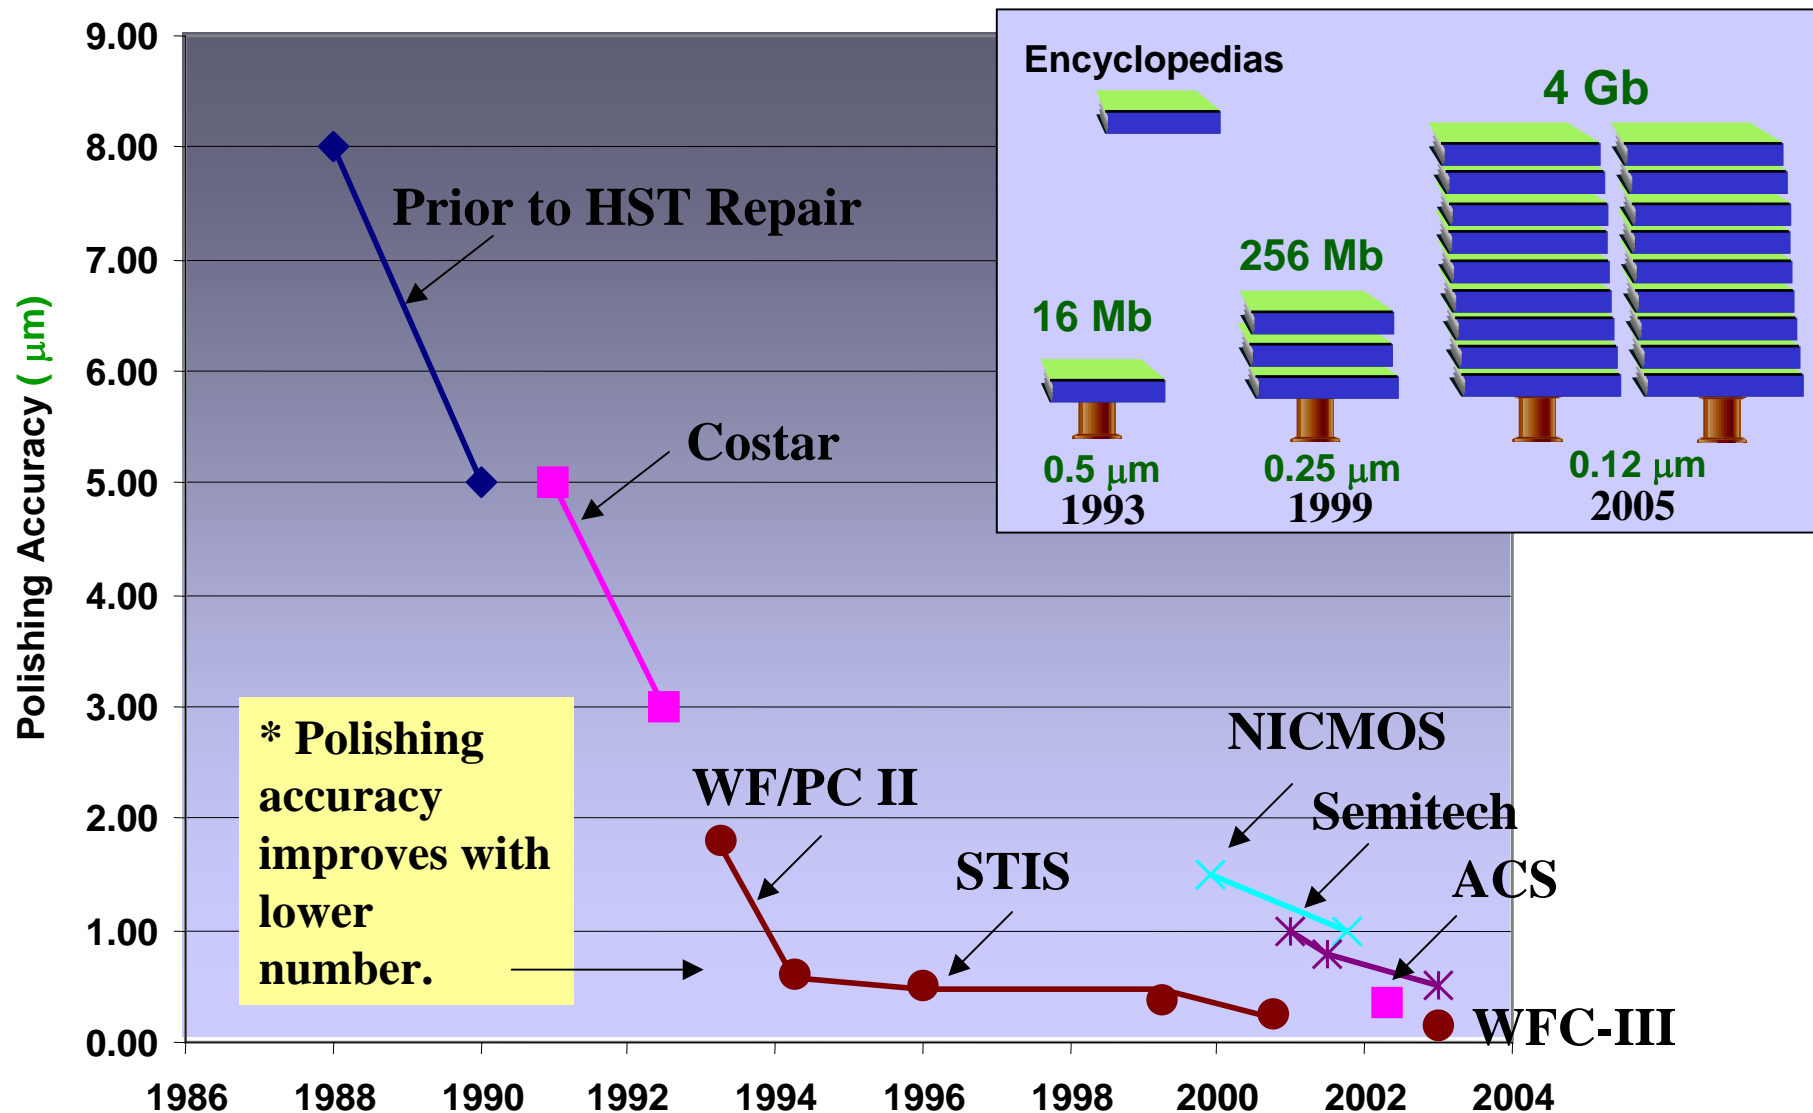 Polishing Accuracy ( μm)
9.00
8.00
7.00
6.00
5.00
4.00
3.00
2.00
1.00
0.00
1986
1988
1990
1992
1994
1996
1998
2000
2002
2004
Prior to HST Repair
Costar
WF/PC II
STIS
NICMOS
Semitech
ACS
WFC-III
* Polishing
accuracy
improves with
lower
number.
Encyclopedias
16 Mb
256 Mb
4 Gb
0.5 μm
0.25 μm
0.12 μm
1993
1999
2005